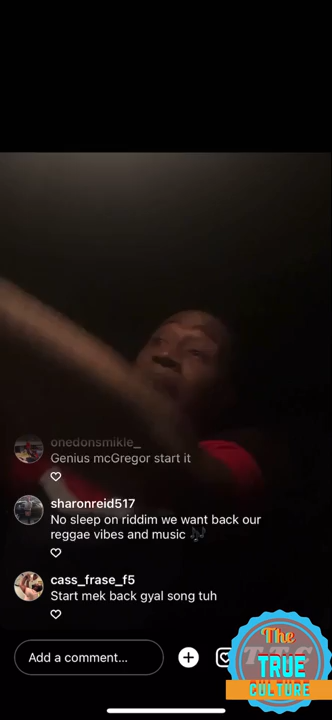 onedonsmikle_
Genius mcGregor start it
sharonreid517
No sleep on riddim we want back our
reggae vibes and music 🎶
cass_frase_f5
Start mek back gyal song tuh
Add a comment...
The
TRUE
CULTURE